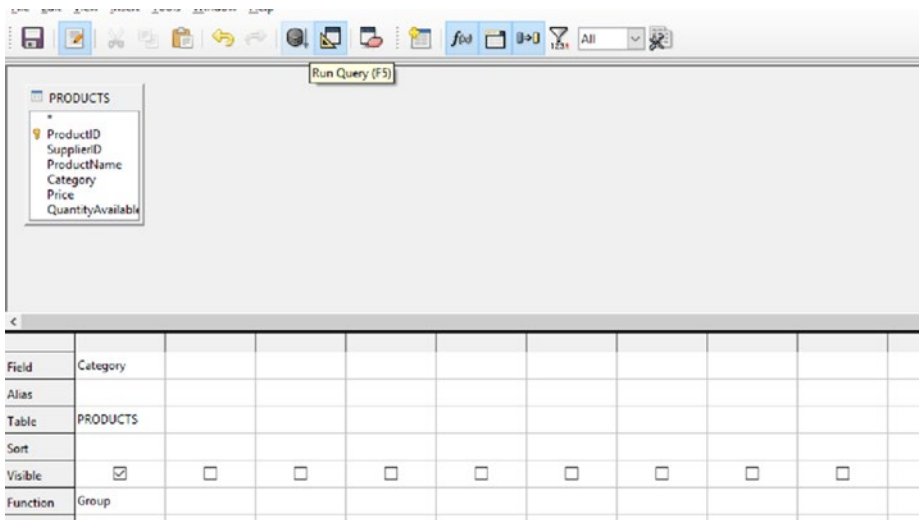 All
Run Query (F5)
PRODUCTS
*
ProductID
SupplierID
ProductName
Category
Price
QuantityAvailable
Field Category
Alias
Table PRODUCTS
Sort
Visible
Function Group